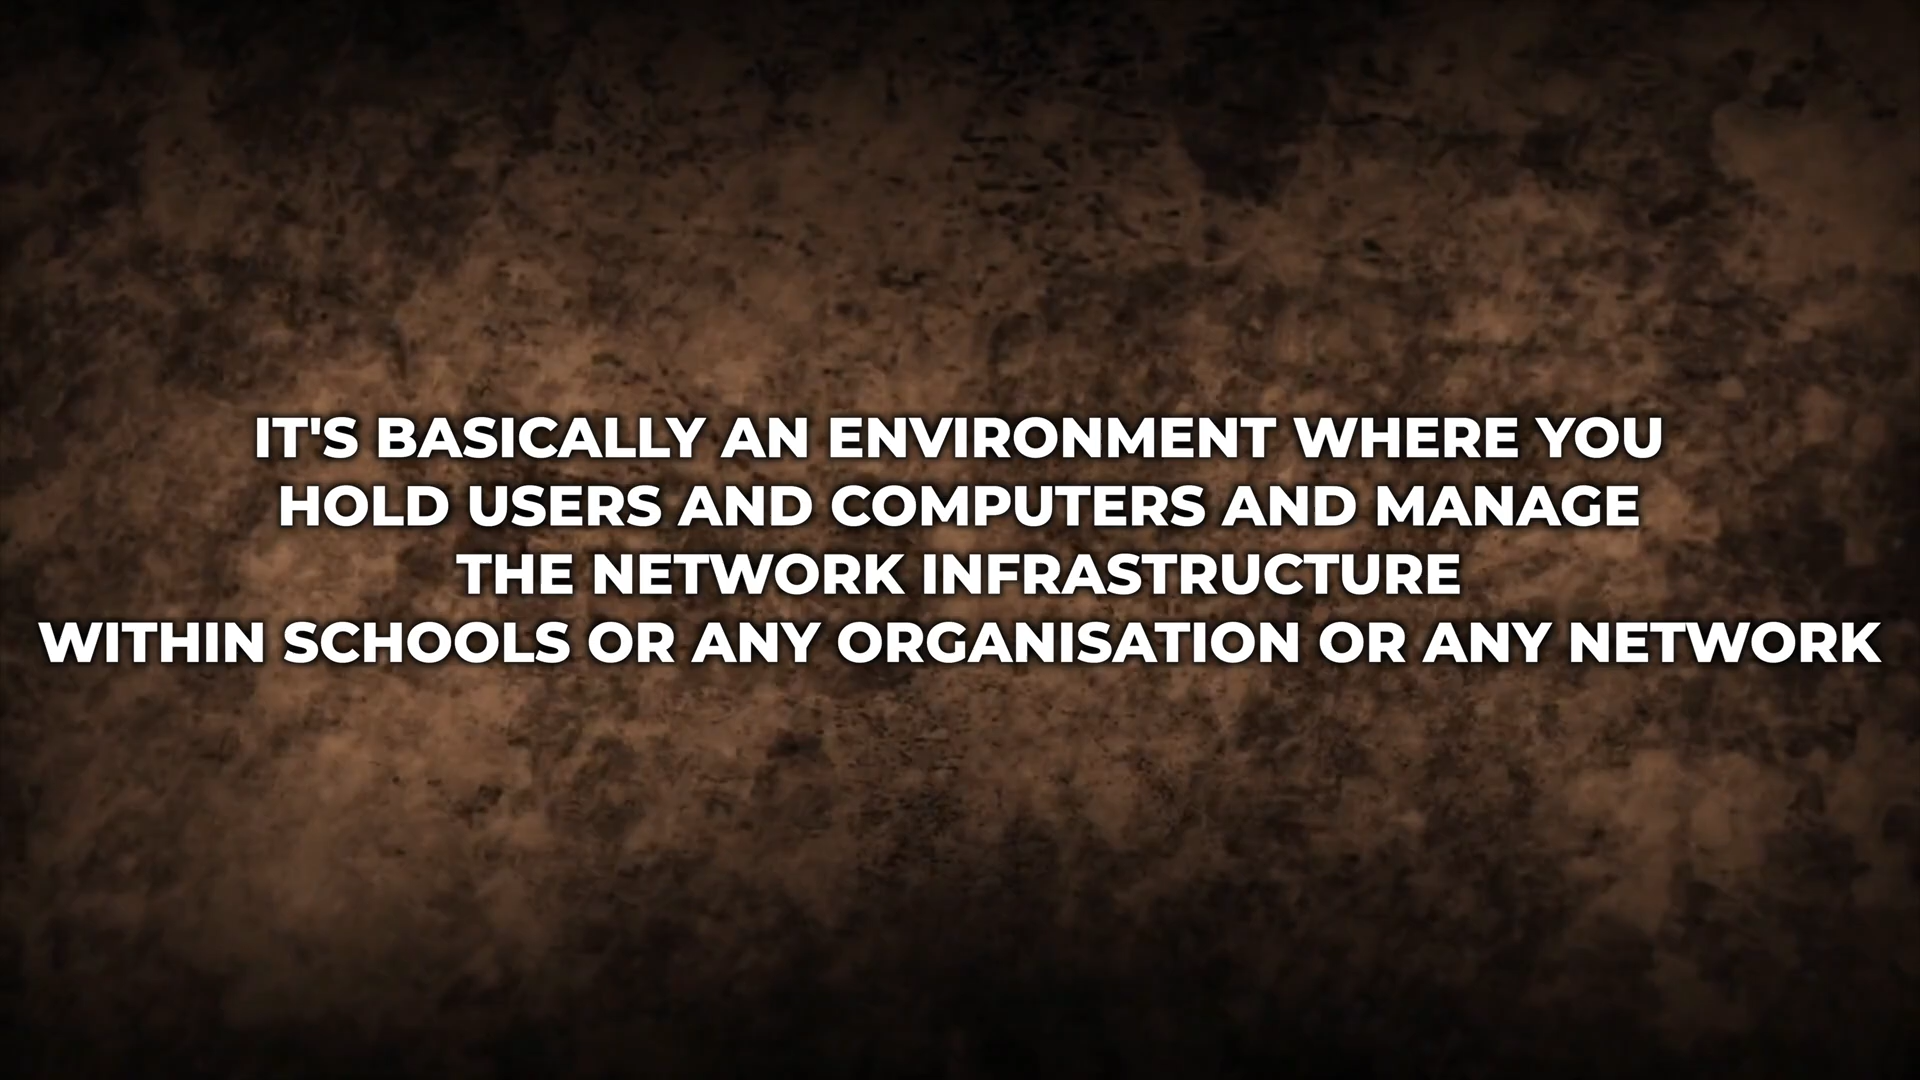 IT'S BASICALLY AN ENVIRONMENT WHERE YOU
HOLD USERS AND COMPUTERS AND MANAGE
THE NETWORK INFRASTRUCTURE
WITHIN SCHOOLS OR ANY ORGANISATION OR ANY NETWORK